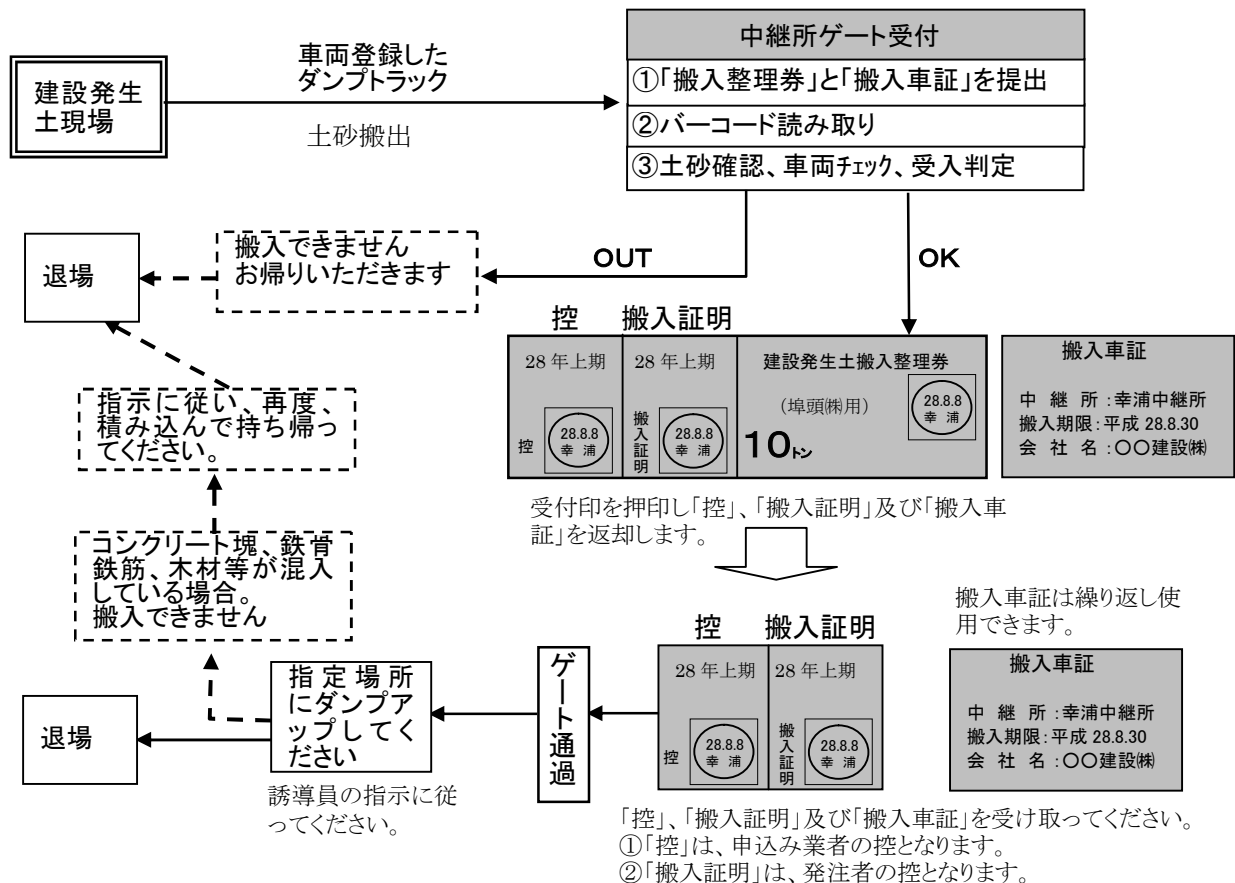 建設発生
土現場
車両登録した
ダンプトラック
土砂搬出
中継所ゲート受付
①「搬入整理券」と「搬入車証」を提出
②バーコード読み取り
③土砂確認、車両チェック、受入判定
OUT
OK
搬入できません
お帰りいただきます
退場
控 搬入証明
28年上期
控
28.8.8
幸浦
28年上期
搬入証明
28.8.8
幸浦
建設発生土搬入整理券
(埠頭㈱用)
10トン
28.8.8
幸浦
搬入車証
中継所:幸浦中継所
搬入期限:平成28.8.30
会社名:〇〇建設㈱
受付印を押印し「控」、「搬入証明」及び「搬入車
証」を返却します。
指示に従い、再度、
積み込んで持ち帰っ
てください。
コンクリート塊、鉄骨
鉄筋、木材等が混入
している場合。
搬入できません
搬入車証は繰り返し使
用できます。
控 搬入証明
28年上期
控
28.8.8
幸浦
28年上期
搬入証明
28.8.8
幸浦
搬入車証
中継所:幸浦中継所
搬入期限:平成28.8.30
会社名:〇〇建設㈱
ゲート通過
指定場所
にダンプア
ップしてく
ださい
誘導員の指示に従
ってください。
退場
「控」、「搬入証明」及び「搬入車証」を受け取ってください。
①「控」は、申込み業者の控となります。
②「搬入証明」は、発注者の控となります。